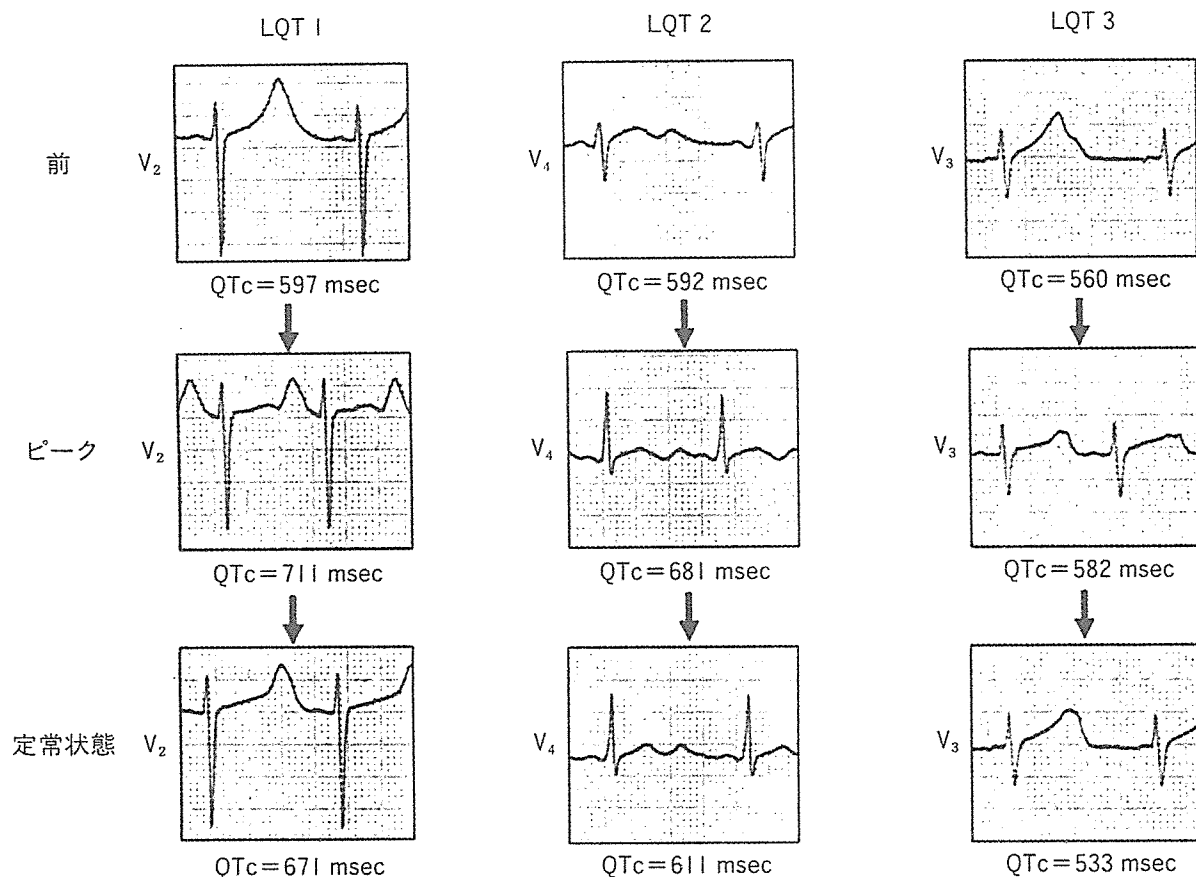 LQT 1 LQT 2 LQT 3
前 V₂ V₄ V₃
QTc=597 msec QTc=592 msec QTc=560 msec
ピーク V₂ V₄ V₃
QTc=711 msec QTc=681 msec QTc=582 msec
定常状態 V₂ V₄ V₃
QTc=671 msec QTc=611 msec QTc=533 msec